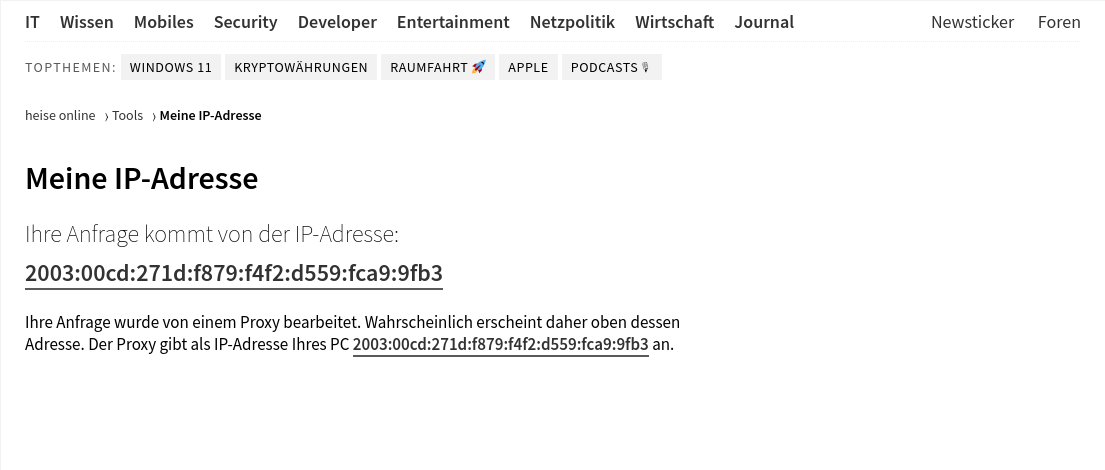 IT Wissen Mobiles Security Developer Entertainment Netzpolitik Wirtschaft Journal Newsticker Foren
TOPTHEMEN: WINDOWS 11 KRYPTOWÄHRUNGEN RAUMFAHRT 🚀 APPLE PODCASTS 🎙
heise online › Tools › Meine IP-Adresse
Meine IP-Adresse
Ihre Anfrage kommt von der IP-Adresse:
2003:00cd:271d:f879:f4f2:d559:fca9:9fb3
Ihre Anfrage wurde von einem Proxy bearbeitet. Wahrscheinlich erscheint daher oben dessen
Adresse. Der Proxy gibt als IP-Adresse Ihres PC 2003:00cd:271d:f879:f4f2:d559:fca9:9fb3 an.